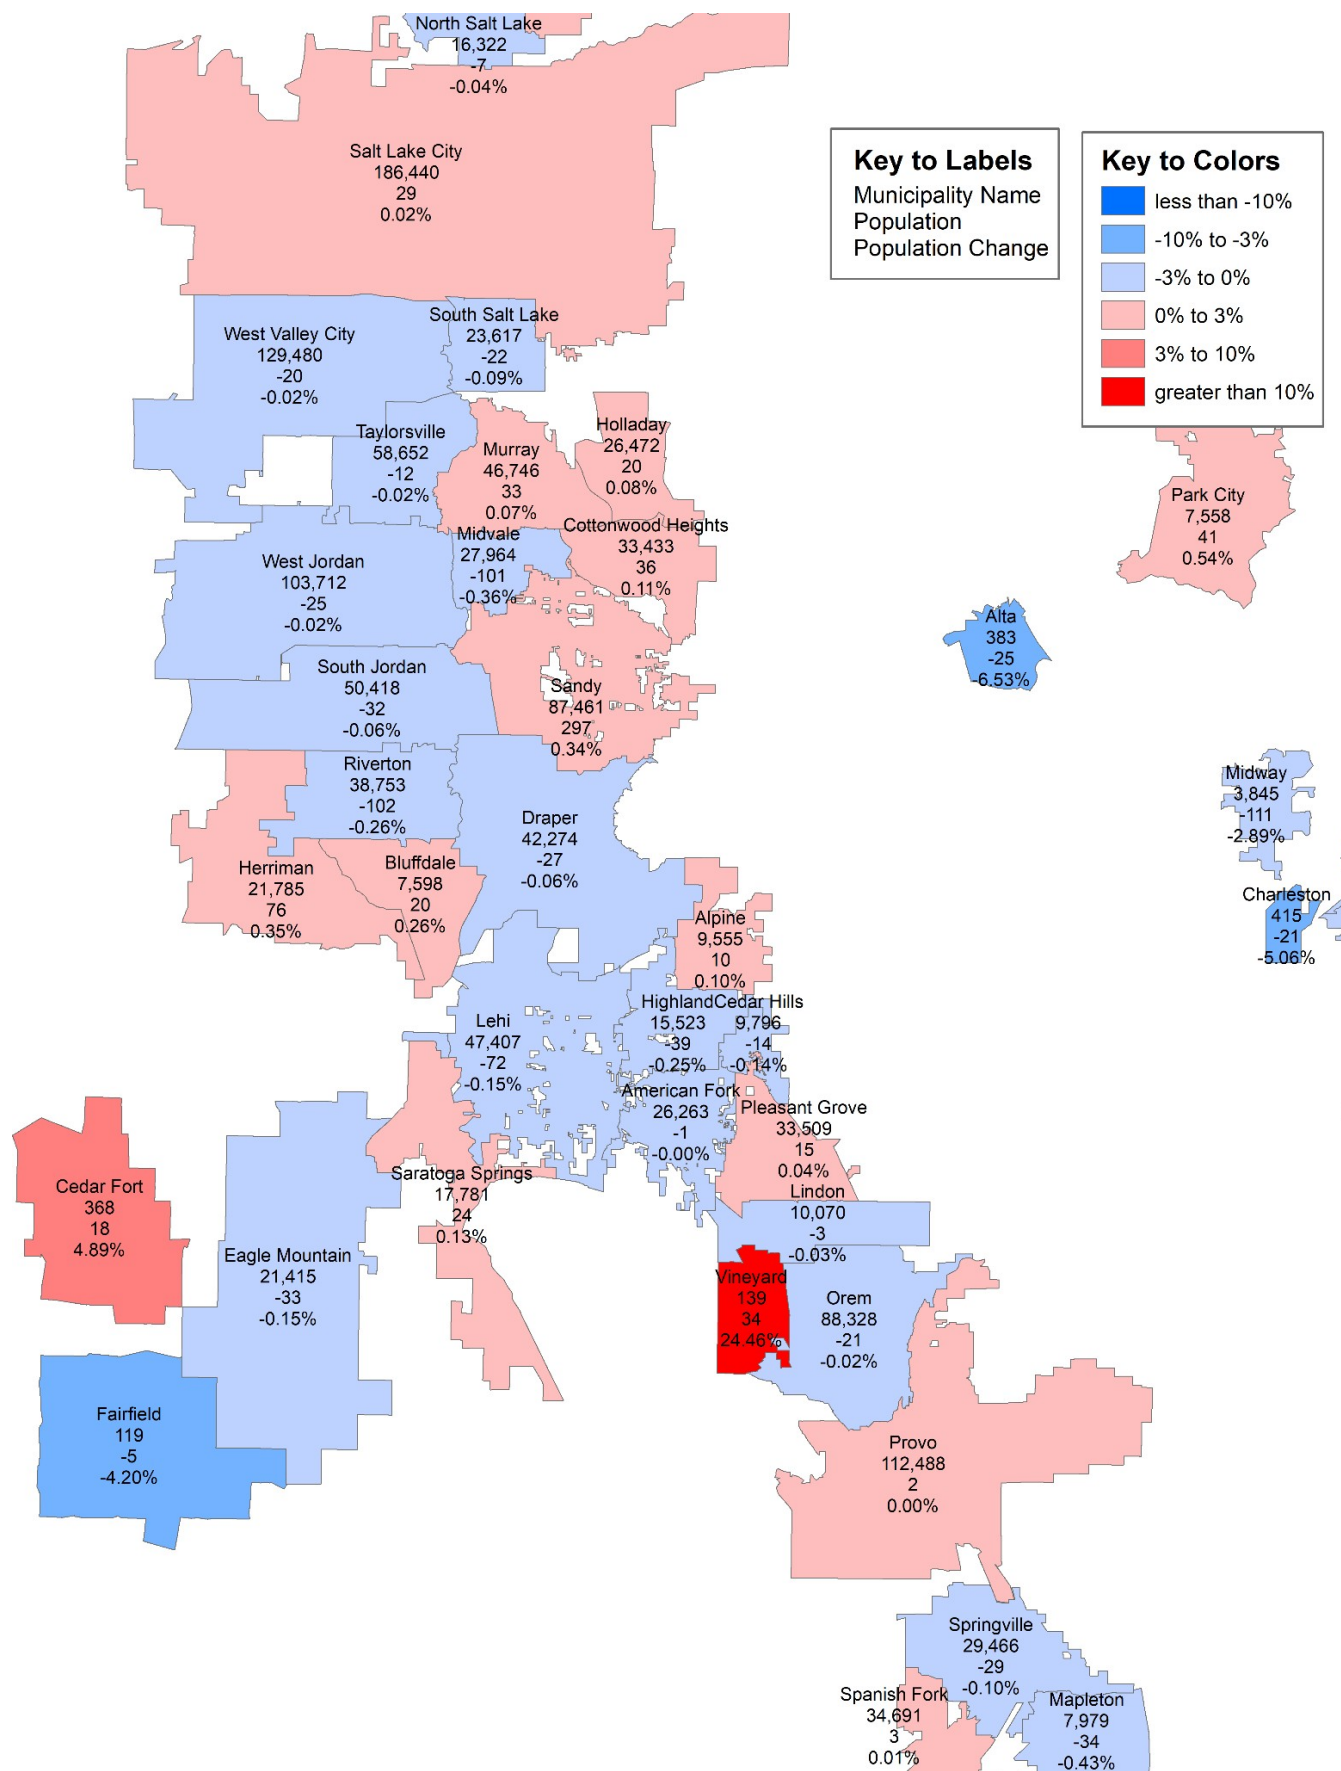 North Salt Lake
16,322
-7
-0.04%
Salt Lake City
186,440
29
0.02%
Key to Labels
Municipality Name
Population
Population Change
Key to Colors
less than -10%
-10% to -3%
-3% to 0%
0% to 3%
3% to 10%
greater than 10%
West Valley City
129,480
-20
-0.02%
South Salt Lake
23,617
-22
-0.09%
Taylorsville
58,652
-12
-0.02%
Murray
46,746
33
0.07%
Holladay
26,472
20
0.08%
Park City
7,558
41
0.54%
Cottonwood Heights
33,433
36
0.11%
Midvale
27,964
-101
-0.36%
West Jordan
103,712
-25
-0.02%
Alta
383
-25
-6.53%
South Jordan
50,418
-32
-0.06%
Sandy
87,461
297
0.34%
Riverton
38,753
-102
-0.26%
Midway
3,845
-111
-2.89%
Draper
42,274
-27
-0.06%
Herriman
21,785
76
0.35%
Bluffdale
7,598
20
0.26%
Charleston
415
-21
-5.06%
Alpine
9,555
10
0.10%
Highland
15,523
-39
-0.25%
Cedar Hills
9,796
-14
-0.14%
Lehi
47,407
-72
-0.15%
American Fork
26,263
-1
-0.00%
Pleasant Grove
33,509
15
0.04%
Saratoga Springs
17,781
24
0.13%
Cedar Fort
368
18
4.89%
Lindon
10,070
-3
-0.03%
Eagle Mountain
21,415
-33
-0.15%
Vineyard
139
34
24.46%
Orem
88,328
-21
-0.02%
Fairfield
119
-5
-4.20%
Provo
112,488
2
0.00%
Springville
29,466
-29
-0.10%
Spanish Fork
34,691
3
0.01%
Mapleton
7,979
-34
-0.43%